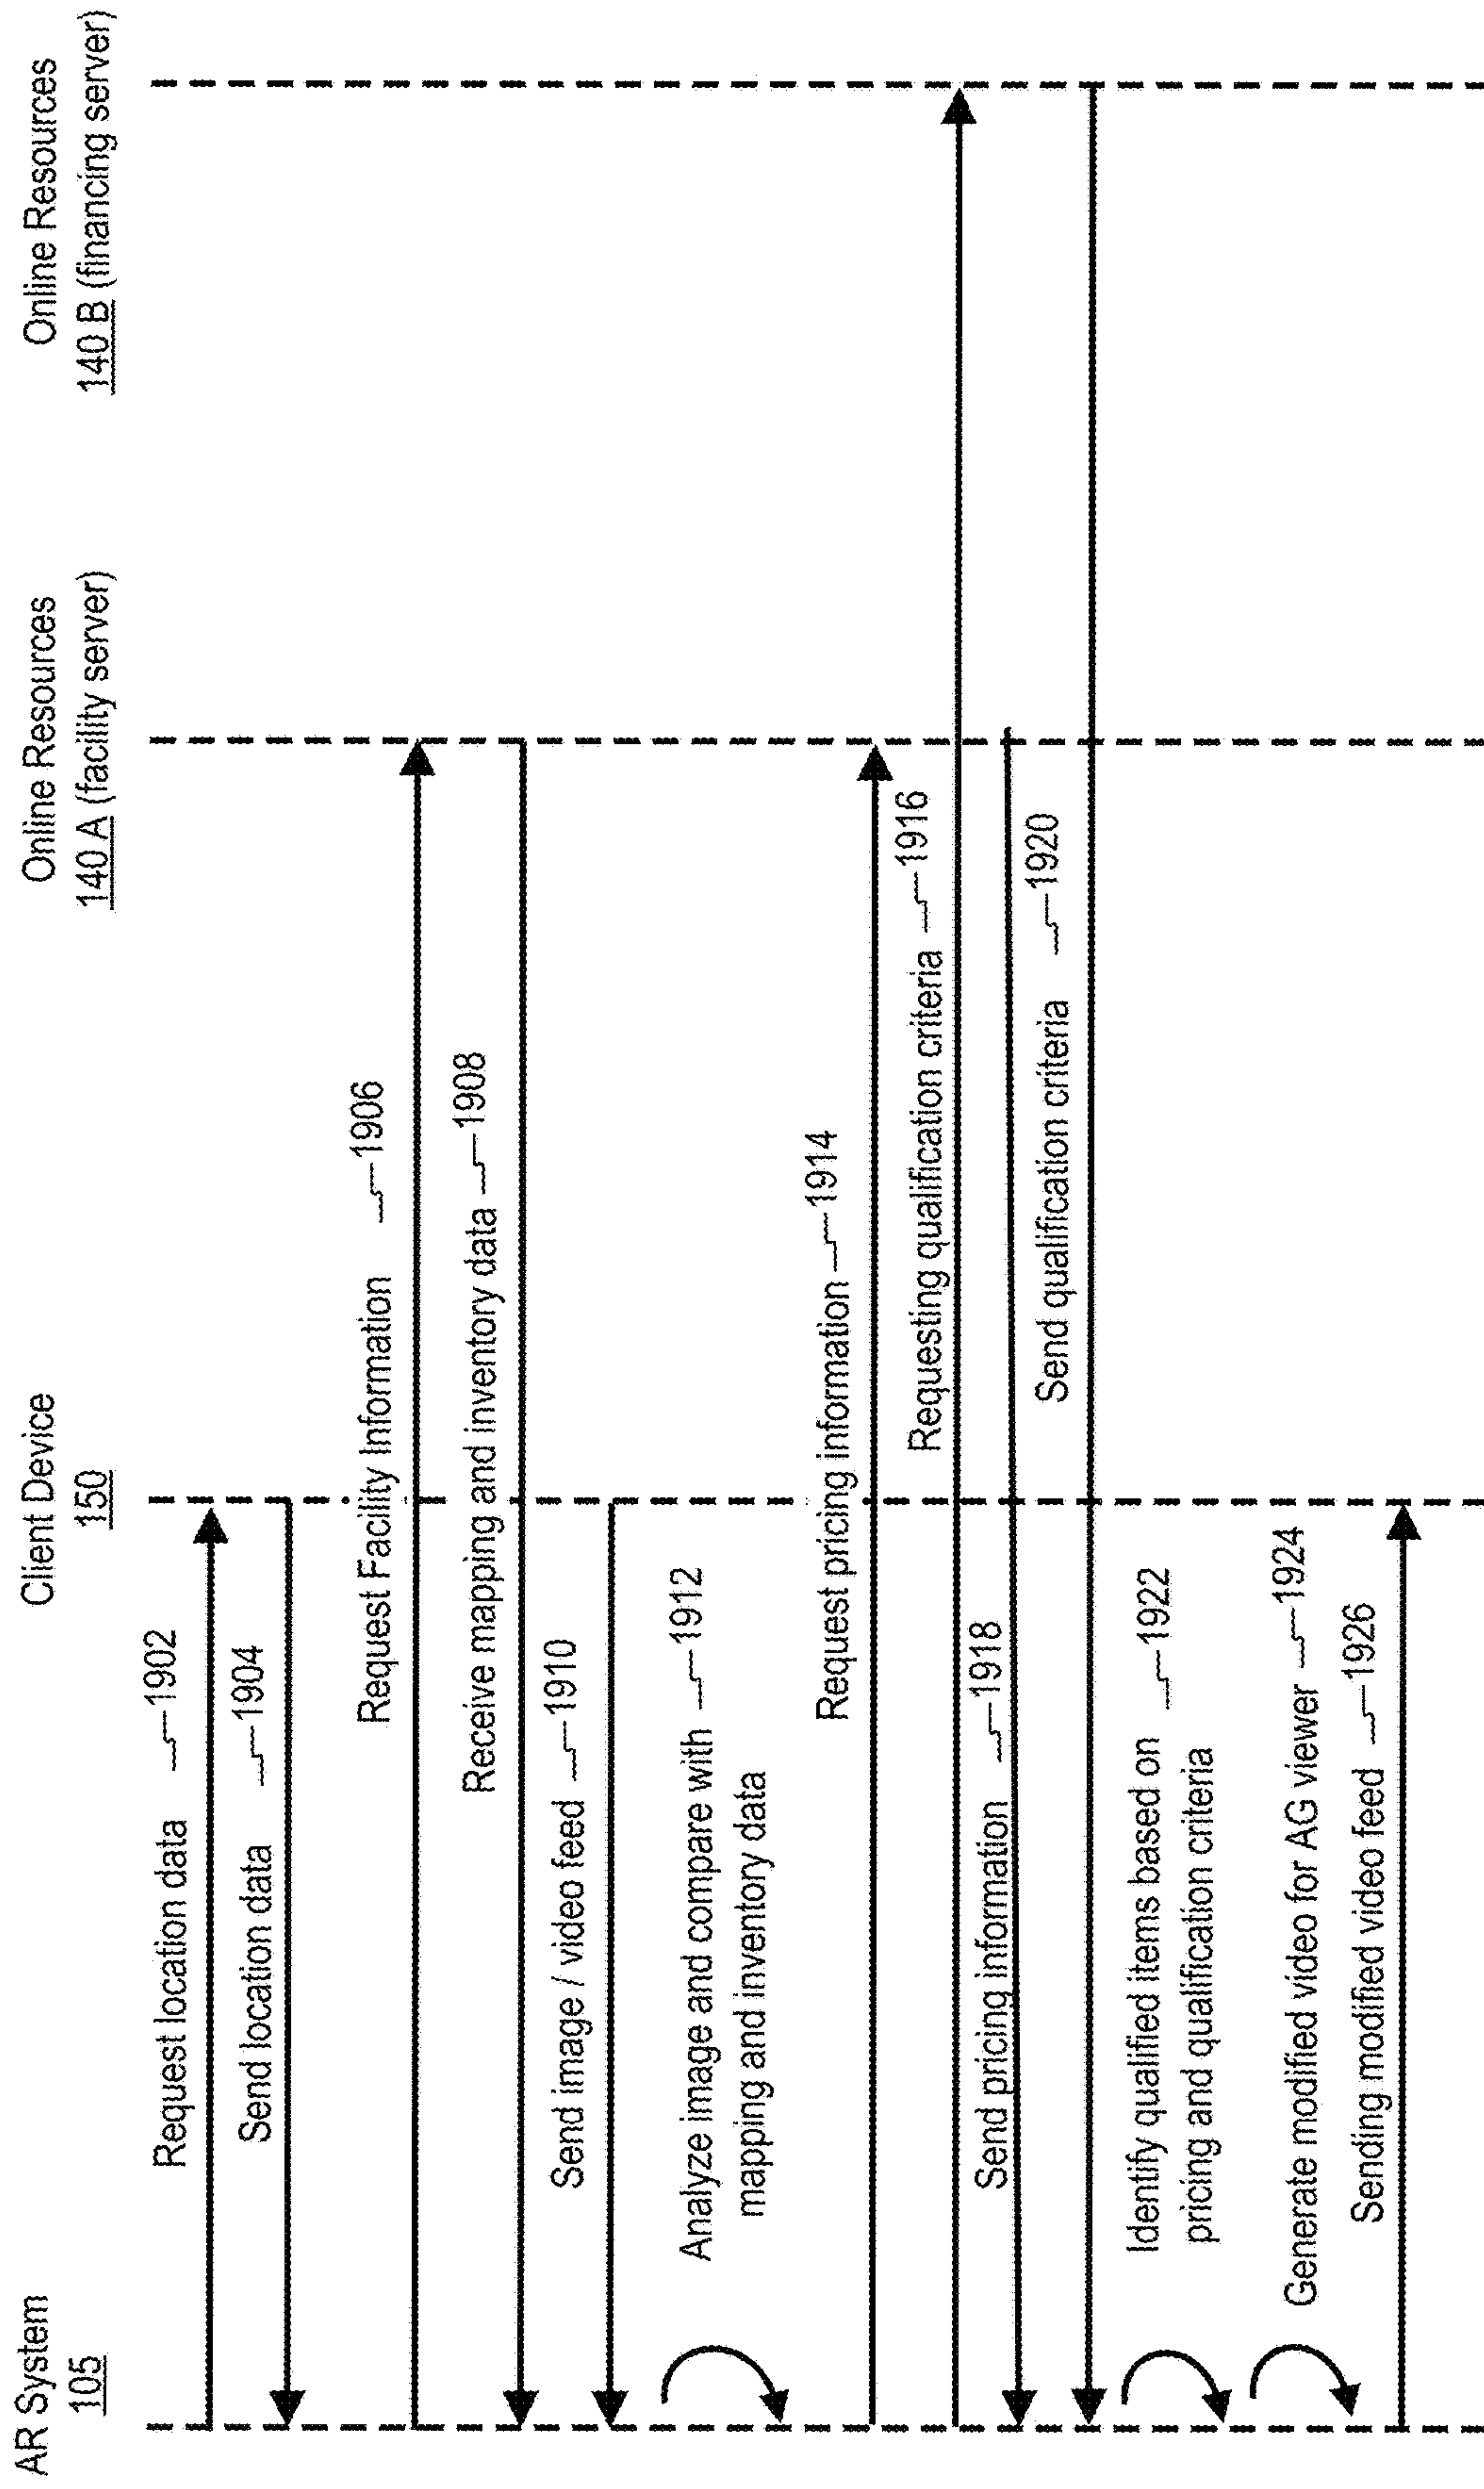 AR System
105
Client Device
150
Online Resources
140 A (facility server)
Online Resources
140 B (financing server)
Request location data 1902
Send location data 1904
Request Facility Information 1906
Receive mapping and inventory data 1908
Send image / video feed 1910
Analyze image and compare with 1912
mapping and inventory data
Request pricing information 1914
Requesting qualification criteria 1916
Send pricing information 1918
Send qualification criteria 1920
Identify qualified items based on 1922
pricing and qualification criteria
Generate modified video for AG viewer 1924
Sending modified video feed 1926